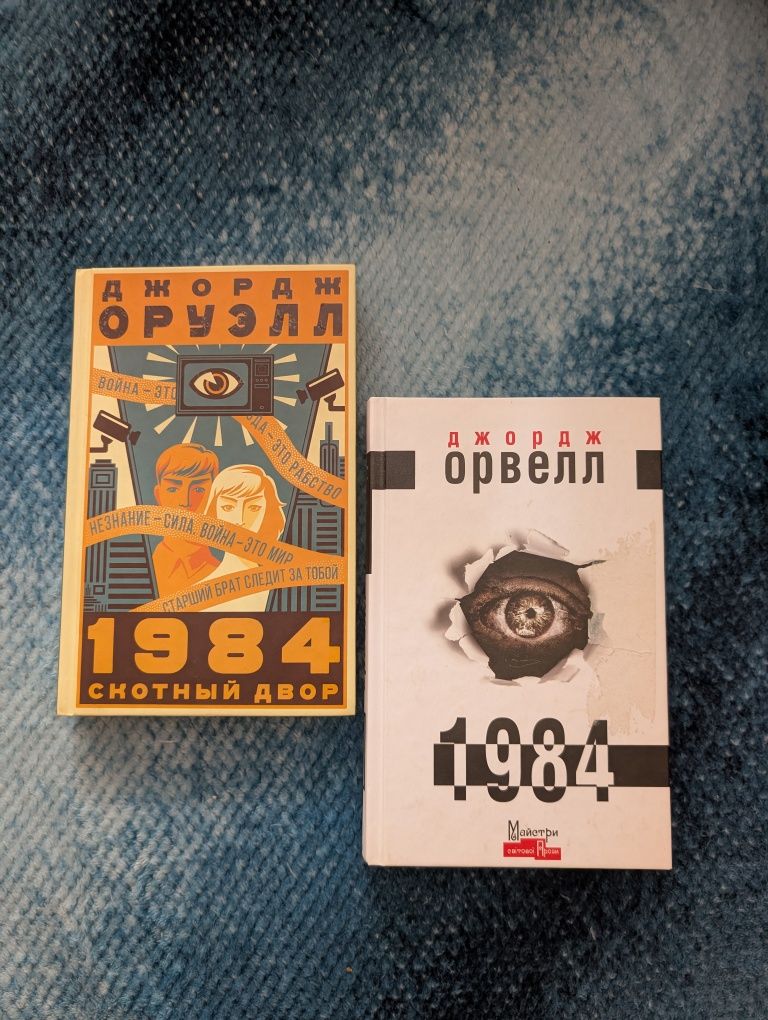 ДЖОРДЖ
ОРУЭЛЛ
ВОЙНА – ЭТО
ЭТО РАБСТВО
НЕЗНАНИЕ – СИЛА, ВОЙНА – ЭТО МИР
СТАРШИЙ БРАТ СЛЕДИТ ЗА ТОБОЙ
1984
СКОТНЫЙ ДВОР
ДЖОРДЖ
ОРВЕЛЛ
1984
Майстри
світової Прози